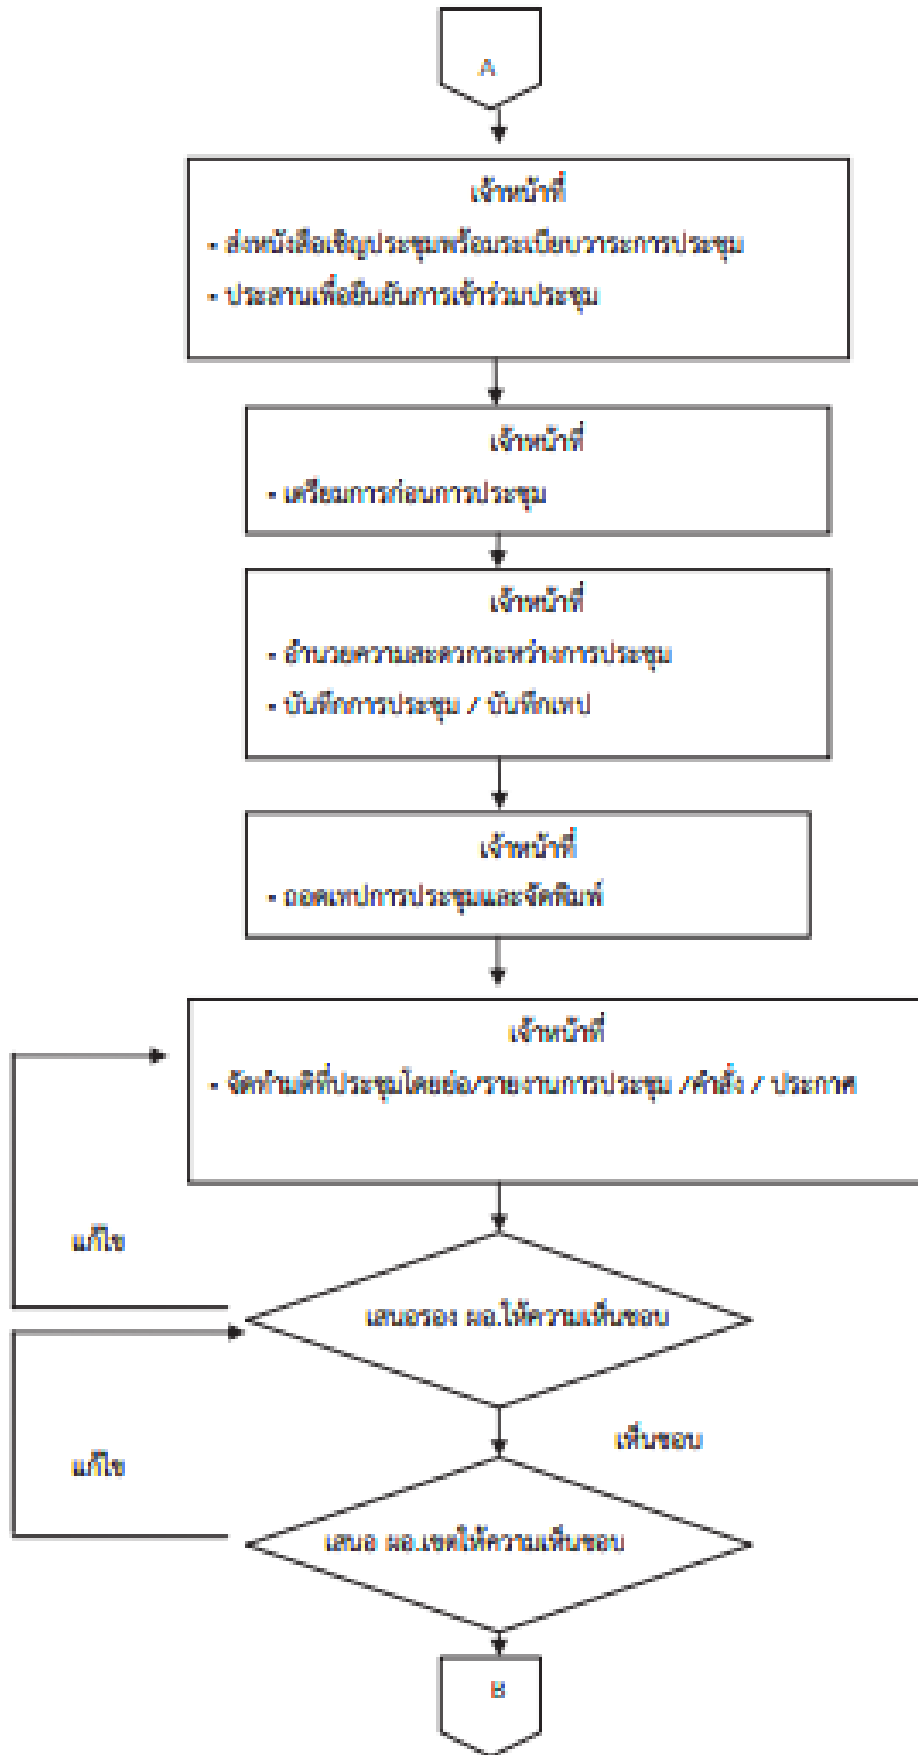 A
เจ้าหน้าที่
- ส่งหนังสือเชิญประชุมพร้อมระเบียบวาระการประชุม
- ประสานเพื่อยืนยันการเข้าร่วมประชุม
เจ้าหน้าที่
- เตรียมการก่อนการประชุม
เจ้าหน้าที่
- อำนวยความสะดวกระหว่างการประชุม
- บันทึกการประชุม / บันทึกเทป
เจ้าหน้าที่
- ถอดเทปการประชุมและจัดพิมพ์
เจ้าหน้าที่
- จัดทำมติที่ประชุมโดยย่อ/รายงานการประชุม /คำสั่ง / ประกาศ
แก้ไข
เสนอรอง ผอ.ให้ความเห็นชอบ
เห็นชอบ
แก้ไข
เสนอ ผอ.เขตให้ความเห็นชอบ
B